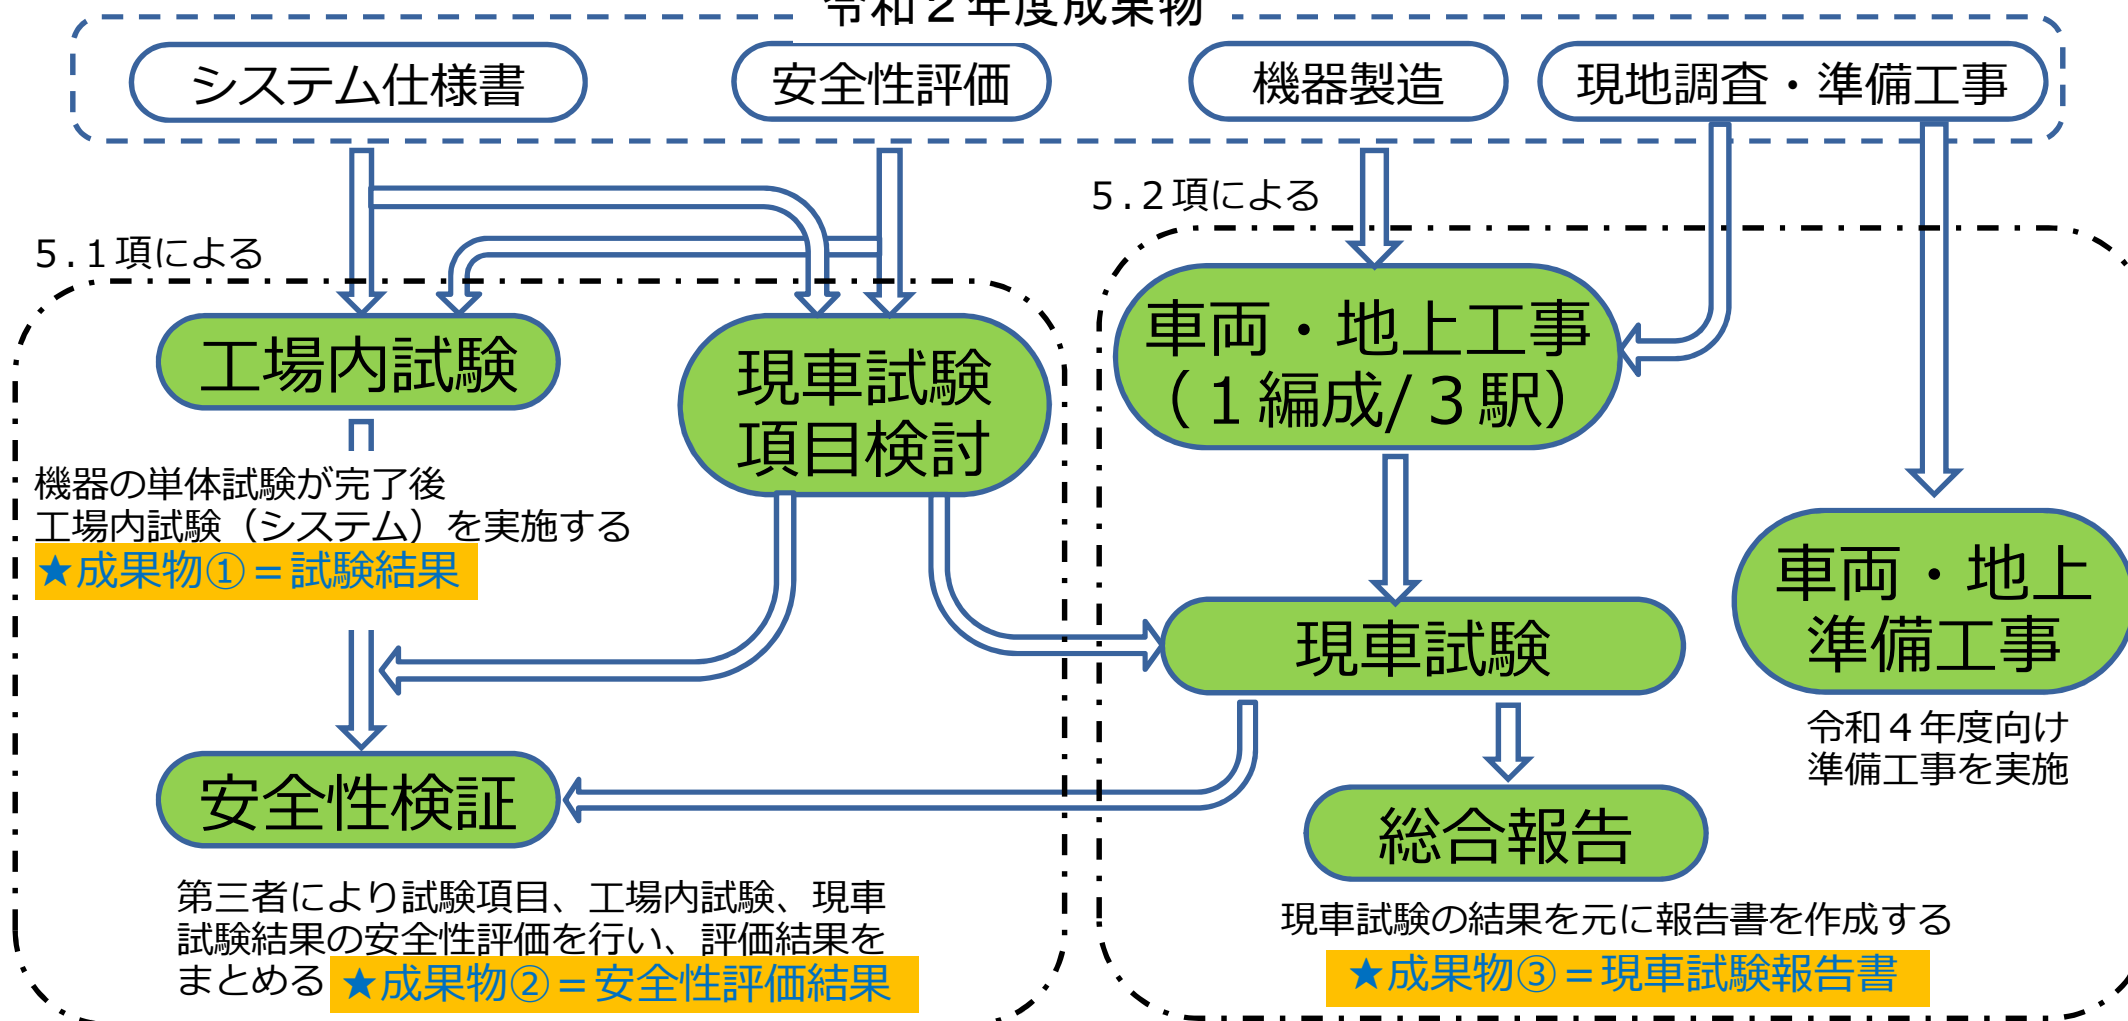 令和２年度成果物
システム仕様書
安全性評価
機器製造
現地調査・準備工事
５.１項による
５.２項による
工場内試験
現車試験
項目検討
車両・地上工事
（１編成/３駅）
機器の単体試験が完了後
工場内試験（システム）を実施する
★成果物①＝試験結果
現車試験
車両・地上
準備工事
令和４年度向け
準備工事を実施
安全性検証
総合報告
第三者により試験項目、工場内試験、現車
試験結果の安全性評価を行い、評価結果を
まとめる
★成果物②＝安全性評価結果
現車試験の結果を元に報告書を作成する
★成果物③＝現車試験報告書